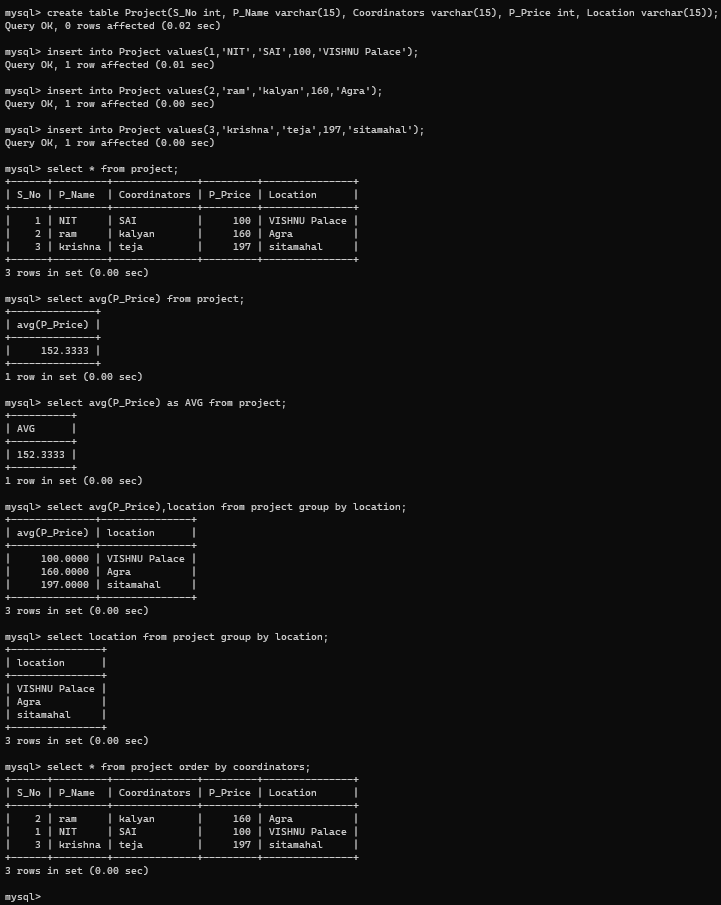 mysql> create table Project(S_No int, P_Name varchar(15), Coordinators varchar(15), P_Price int, Location varchar(15));
Query OK, 0 rows affected (0.02 sec)

mysql> insert into Project values(1,'NIT','SAI',100,'VISHNU Palace');
Query OK, 1 row affected (0.01 sec)

mysql> insert into Project values(2,'ram','kalyan',160,'Agra');
Query OK, 1 row affected (0.00 sec)

mysql> insert into Project values(3,'krishna','teja',197,'sitamahal');
Query OK, 1 row affected (0.00 sec)

mysql> select * from project;
+------+---------+--------------+---------+---------------+
| S_No | P_Name  | Coordinators | P_Price | Location      |
+------+---------+--------------+---------+---------------+
|    1 | NIT     | SAI          |     100 | VISHNU Palace |
|    2 | ram     | kalyan       |     160 | Agra          |
|    3 | krishna | teja         |     197 | sitamahal     |
+------+---------+--------------+---------+---------------+
3 rows in set (0.00 sec)

mysql> select avg(P_Price) from project;
+--------------+
| avg(P_Price) |
+--------------+
|     152.3333 |
+--------------+
1 row in set (0.00 sec)

mysql> select avg(P_Price) as AVG from project;
+----------+
| AVG      |
+----------+
| 152.3333 |
+----------+
1 row in set (0.00 sec)

mysql> select avg(P_Price),location from project group by location;
+--------------+---------------+
| avg(P_Price) | location      |
+--------------+---------------+
|     100.0000 | VISHNU Palace |
|     160.0000 | Agra          |
|     197.0000 | sitamahal     |
+--------------+---------------+
3 rows in set (0.00 sec)

mysql> select location from project group by location;
+---------------+
| location      |
+---------------+
| VISHNU Palace |
| Agra          |
| sitamahal     |
+---------------+
3 rows in set (0.00 sec)

mysql> select * from project order by coordinators;
+------+---------+--------------+---------+---------------+
| S_No | P_Name  | Coordinators | P_Price | Location      |
+------+---------+--------------+---------+---------------+
|    2 | ram     | kalyan       |     160 | Agra          |
|    1 | NIT     | SAI          |     100 | VISHNU Palace |
|    3 | krishna | teja         |     197 | sitamahal     |
+------+---------+--------------+---------+---------------+
3 rows in set (0.00 sec)

mysql>